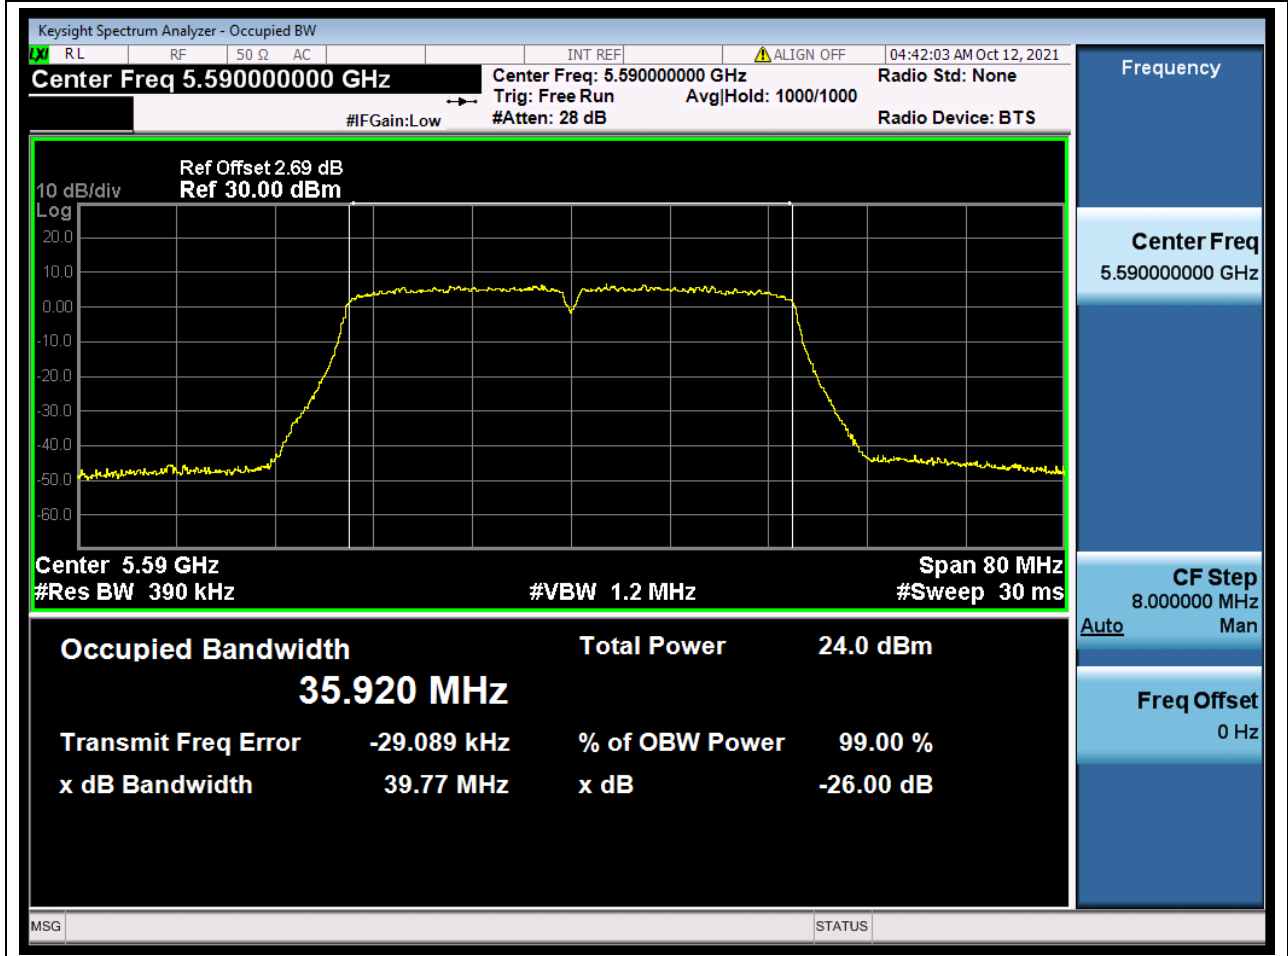 Keysight Spectrum Analyzer - Occupied BW
LXI RL RF 50 Ω AC INT REF ALIGN OFF 04:42:03 AM Oct 12, 2021
Center Freq 5.590000000 GHz
Center Freq: 5.590000000 GHz
Radio Std: None
Trig: Free Run Avg|Hold: 1000/1000
#IFGain:Low
#Atten: 28 dB
Radio Device: BTS
Ref Offset 2.69 dB
10 dB/div Ref 30.00 dBm
Log
20.0
10.0
0.00
-10.0
-20.0
-30.0
-40.0
-50.0
-60.0
Center 5.59 GHz Span 80 MHz
#Res BW 390 kHz #VBW 1.2 MHz #Sweep 30 ms
Occupied Bandwidth Total Power 24.0 dBm
35.920 MHz
Transmit Freq Error -29.089 kHz % of OBW Power 99.00 %
x dB Bandwidth 39.77 MHz x dB -26.00 dB
Frequency
Center Freq
5.590000000 GHz
CF Step
8.000000 MHz
Auto Man
Freq Offset
0 Hz
MSG STATUS